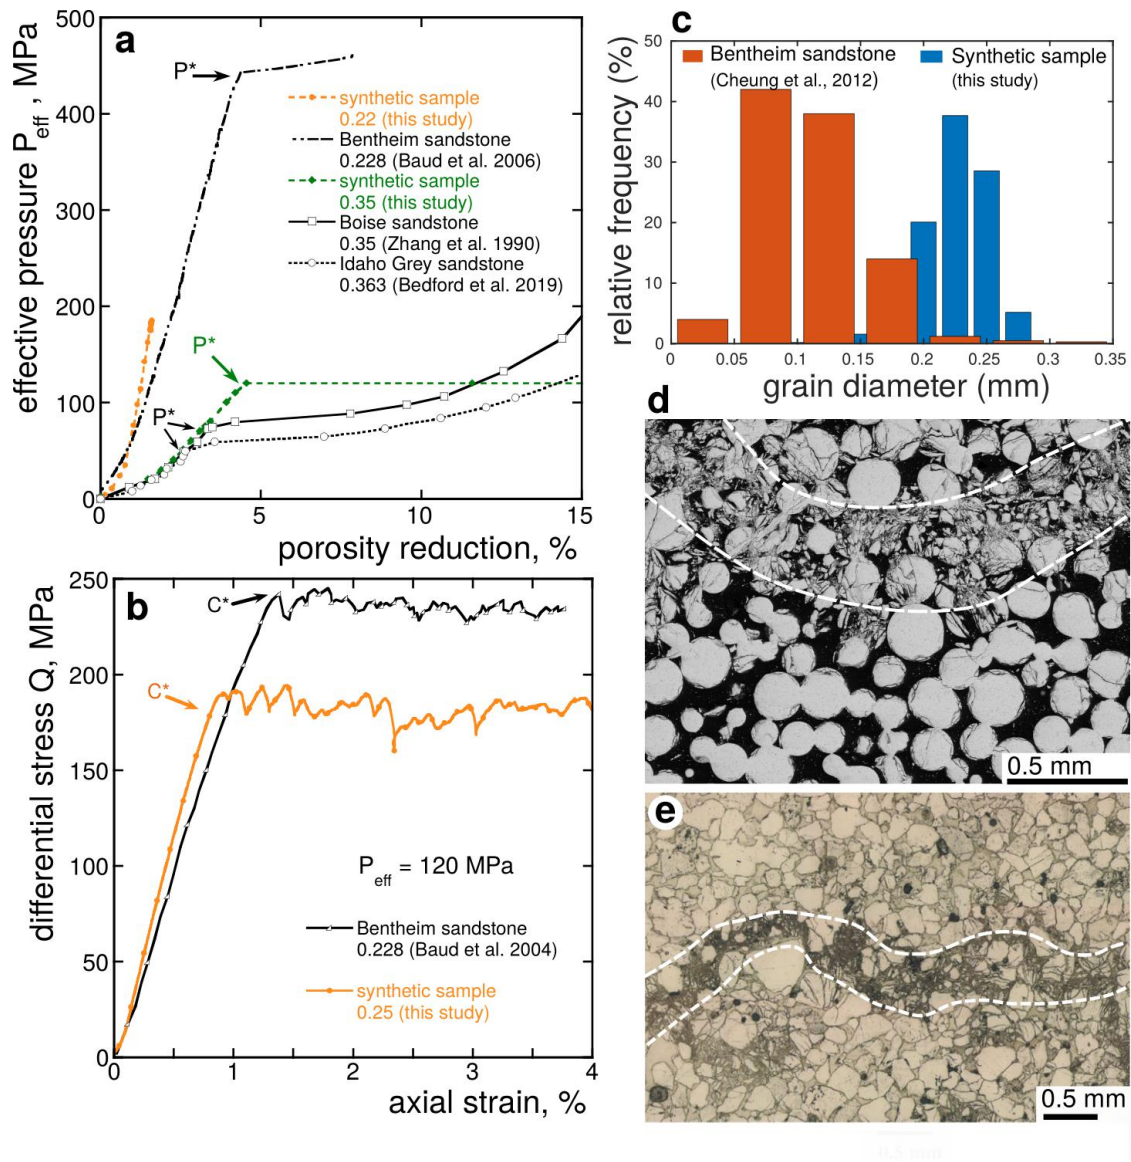 a
500
400
300
200
100
0
effective pressure P_eff , MPa
P*
synthetic sample
0.22 (this study)
Bentheim sandstone
0.228 (Baud et al. 2006)
synthetic sample
0.35 (this study)
Boise sandstone
0.35 (Zhang et al. 1990)
Idaho Grey sandstone
0.363 (Bedford et al. 2019)
P*
P*
0 5 10 15
porosity reduction, %
b
250
200
150
100
50
0
differential stress Q, MPa
C*
C*
P_eff = 120 MPa
Bentheim sandstone
0.228 (Baud et al. 2004)
synthetic sample
0.25 (this study)
0 1 2 3 4
axial strain, %
c
50
40
30
20
10
0
relative frequency (%)
Bentheim sandstone
(Cheung et al., 2012)
Synthetic sample
(this study)
0 0.05 0.1 0.15 0.2 0.25 0.3 0.35
grain diameter (mm)
d
0.5 mm
e
0.5 mm